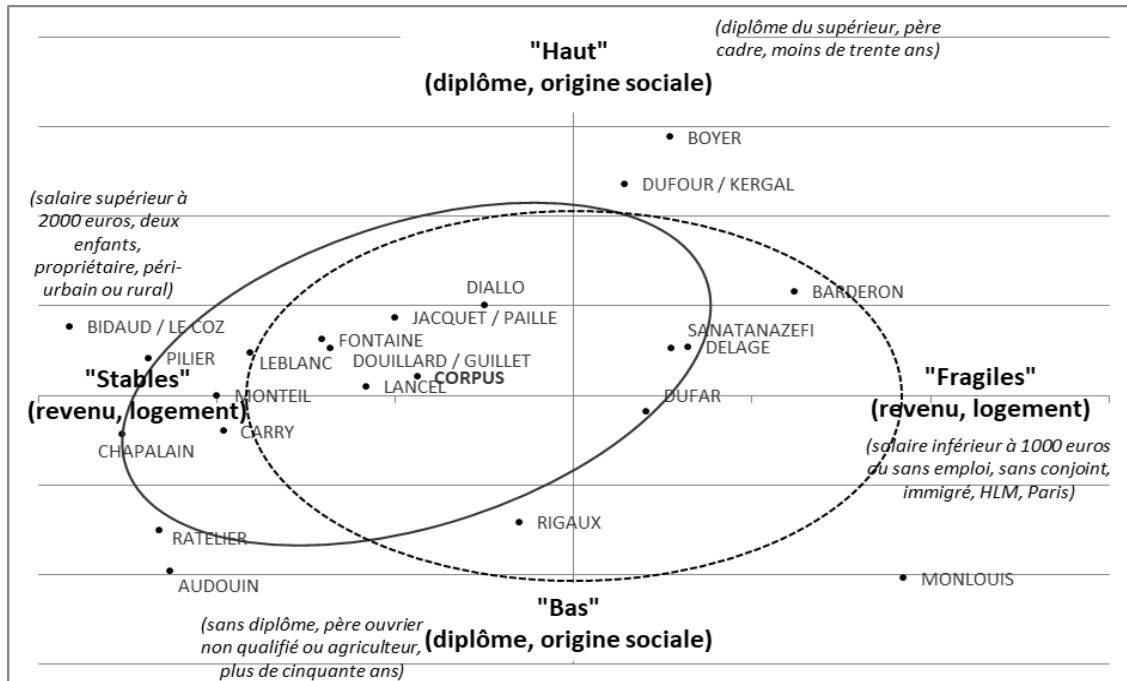 (diplôme du supérieur, père
cadre, moins de trente ans)
"Haut"
(diplôme, origine sociale)
BOYER
DUFOUR / KERGAL
(salaire supérieur à
2000 euros, deux
enfants,
propriétaire, péri-
urbain ou rural)
DIALLO
BARDERON
JACQUET / PAILLE
BIDAUD / LE COZ
SANATANAZEFI
FONTAINE
DELAGE
PILIER
LEBLANC
DOUILLARD / GUILLET
CORPUS
LANCEL
"Stables"
(revenu, logement)
"Fragiles"
(revenu, logement)
MONTEIL
DUFAR
CARRY
CHAPALAIN
(salaire inférieur à 1000 euros
ou sans emploi, sans conjoint,
immigré, HLM, Paris)
RIGAUX
RATELIER
AUDOUIN
MONLOUIS
"Bas"
(diplôme, origine sociale)
(sans diplôme, père ouvrier
non qualifié ou agriculteur,
plus de cinquante ans)